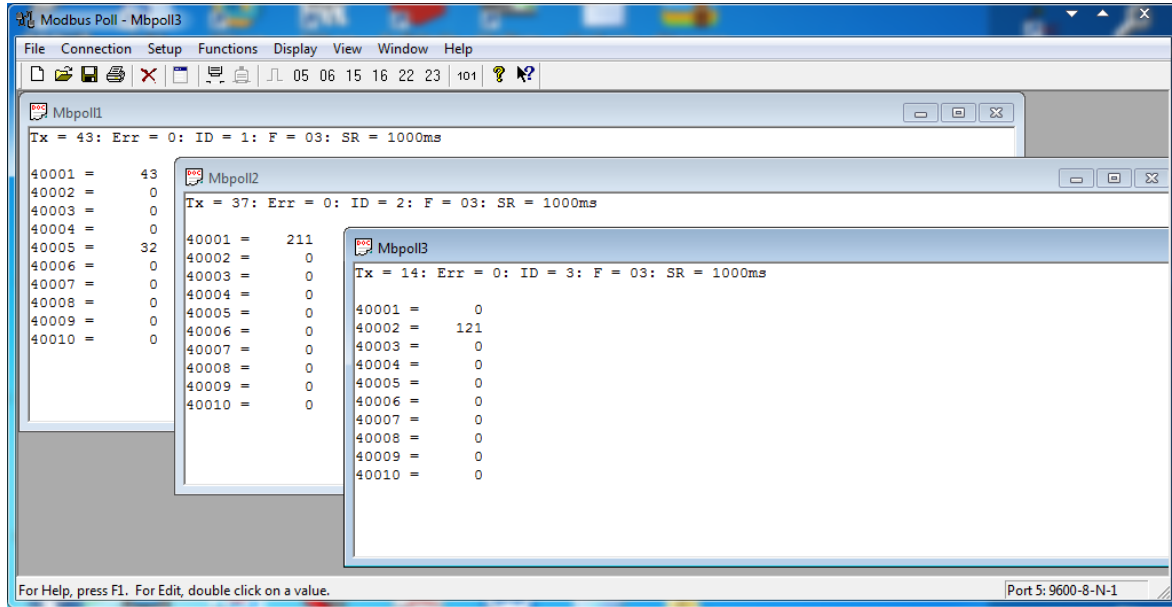 Modbus Poll - Mbpoll3
File Connection Setup Functions Display View Window Help
05 06 15 16 22 23 101
Mbpoll1
Tx = 43: Err = 0: ID = 1: F = 03: SR = 1000ms
40001 = 43
40002 = 0
40003 = 0
40004 = 0
40005 = 32
40006 = 0
40007 = 0
40008 = 0
40009 = 0
40010 = 0
Mbpoll2
Tx = 37: Err = 0: ID = 2: F = 03: SR = 1000ms
40001 = 211
40002 = 0
40003 = 0
40004 = 0
40005 = 0
40006 = 0
40007 = 0
40008 = 0
40009 = 0
40010 = 0
Mbpoll3
Tx = 14: Err = 0: ID = 3: F = 03: SR = 1000ms
40001 = 0
40002 = 121
40003 = 0
40004 = 0
40005 = 0
40006 = 0
40007 = 0
40008 = 0
40009 = 0
40010 = 0
For Help, press F1. For Edit, double click on a value.
Port 5: 9600-8-N-1